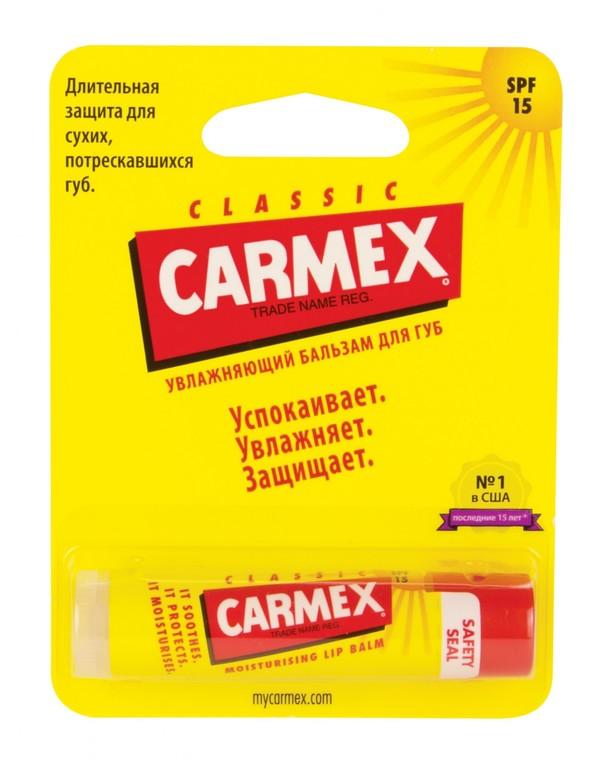 Длительная
защита для
сухих,
потрескавшихся
губ.
SPF
15
CLASSIC
CARMEX
TRADE NAME REG.
УВЛАЖНЯЮЩИЙ БАЛЬЗАМ ДЛЯ ГУБ
Успокаивает.
Увлажняет.
Защищает.
№1
в США
последние 15 лет*
IT SOOTHES.
IT PROTECTS.
IT MOISTURISES.
CLASSIC
CARMEX
TRADE NAME REG.
MOISTURISING LIP BALM
SPF
15
SAFETY
SEAL
mycarmex.com